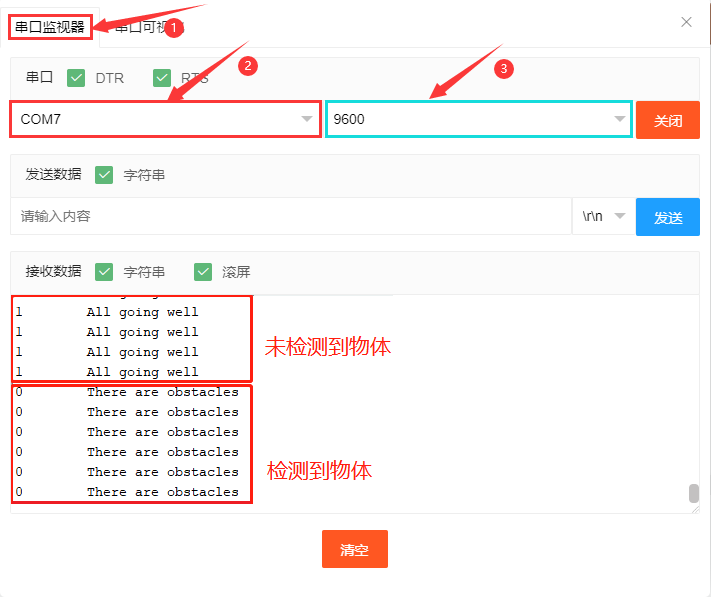 串口监视器 串口可视 1
2
3
串口 DTR RTS
COM7 9600 关闭
发送数据 字符串
请输入内容 \r\n 发送
接收数据 字符串 滚屏
1 All going well
1 All going well
1 All going well
1 All going well
未检测到物体
0 There are obstacles
0 There are obstacles
0 There are obstacles
0 There are obstacles
0 There are obstacles
0 There are obstacles
检测到物体
清空